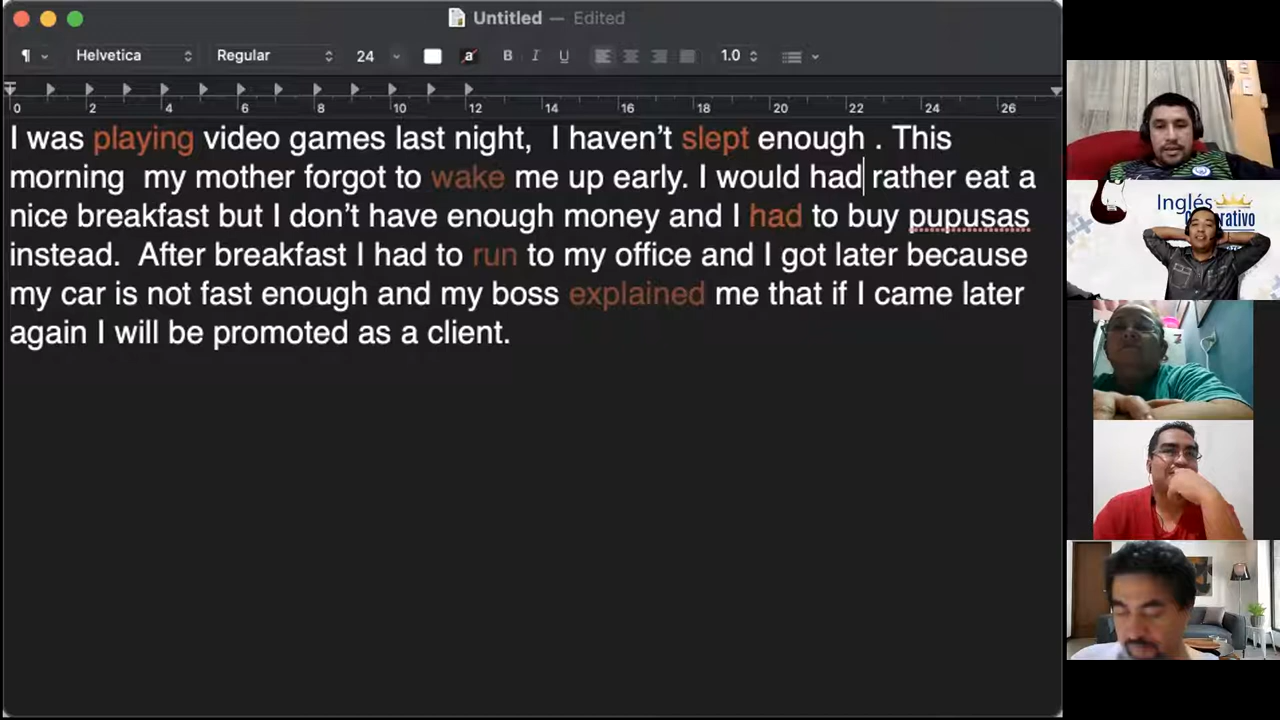 Untitled — Edited
¶ Helvetica Regular 24 a B I U 1.0
0 2 4 6 8 10 12 14 16 18 20 22 24 26
I was playing video games last night,  I haven’t slept enough . This
morning  my mother forgot to wake me up early. I would had rather eat a
nice breakfast but I don’t have enough money and I had to buy pupusas
instead.  After breakfast I had to run to my office and I got later because
my car is not fast enough and my boss explained me that if I came later
again I will be promoted as a client.
Inglés